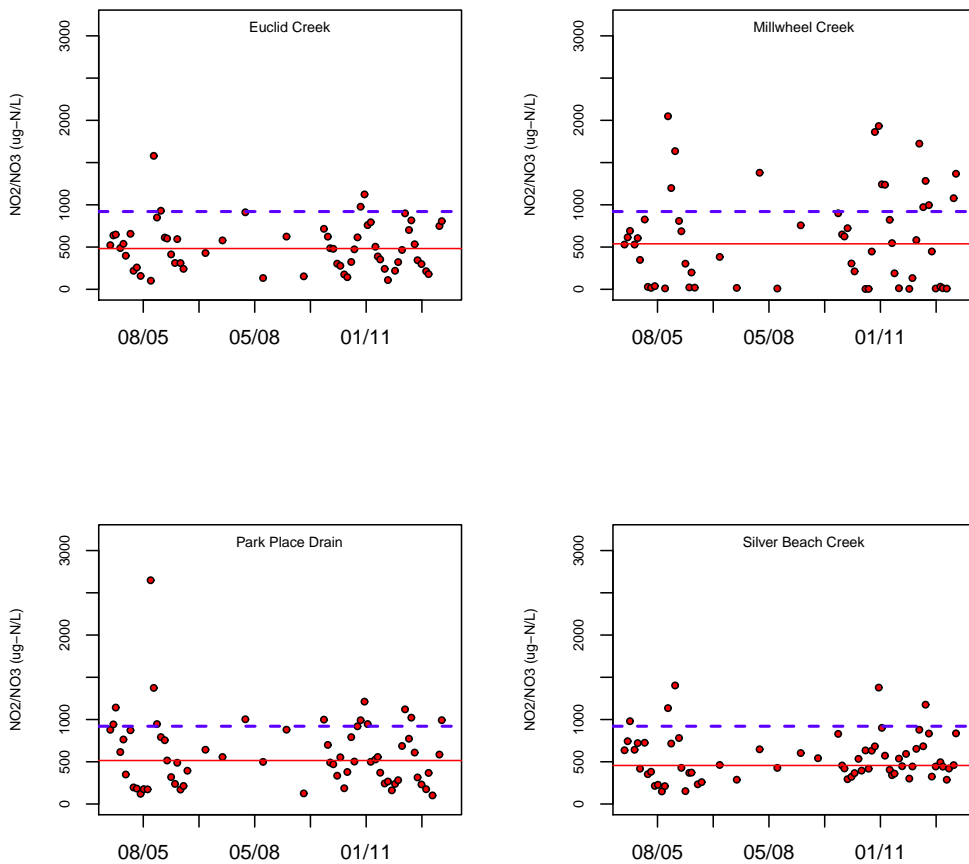 Euclid Creek
NO2/NO3 (ug−N/L)
0 500 1000 2000 3000
08/05 05/08 01/11
Millwheel Creek
NO2/NO3 (ug−N/L)
0 500 1000 2000 3000
08/05 05/08 01/11
Park Place Drain
NO2/NO3 (ug−N/L)
0 500 1000 2000 3000
08/05 05/08 01/11
Silver Beach Creek
NO2/NO3 (ug−N/L)
0 500 1000 2000 3000
08/05 05/08 01/11